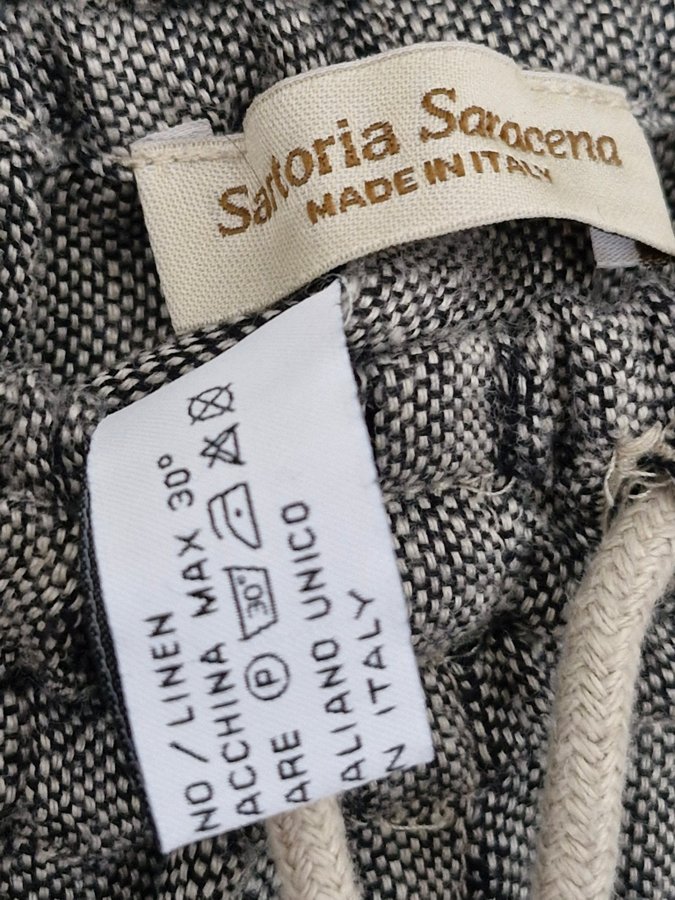 Sartoria Saracena
MADE IN ITALY
NO / LINEN
ACCHINA MAX 30°
ARE P 30°
ALIANO UNICO
N ITALY